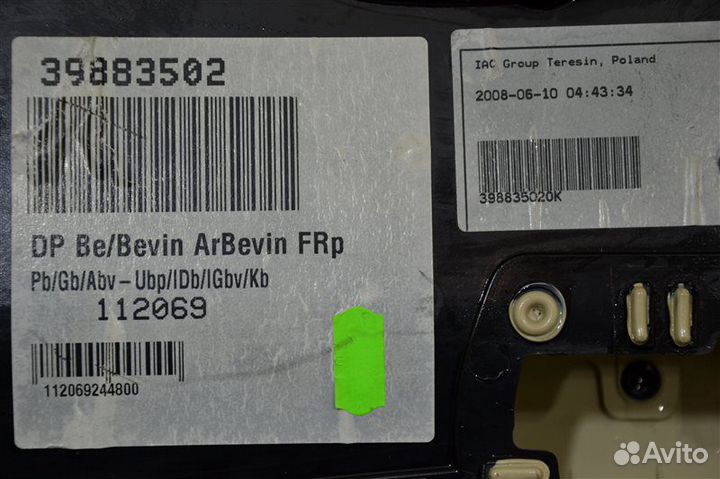 39883502
DP Be/Bevin ArBevin FRp
Pb/Gb/Abv – Ubp/IDb/IGbv/Kb
112069
112069244800
IAC Group Teresin, Poland
2008-06-10 04:43:34
398835020K
Avito